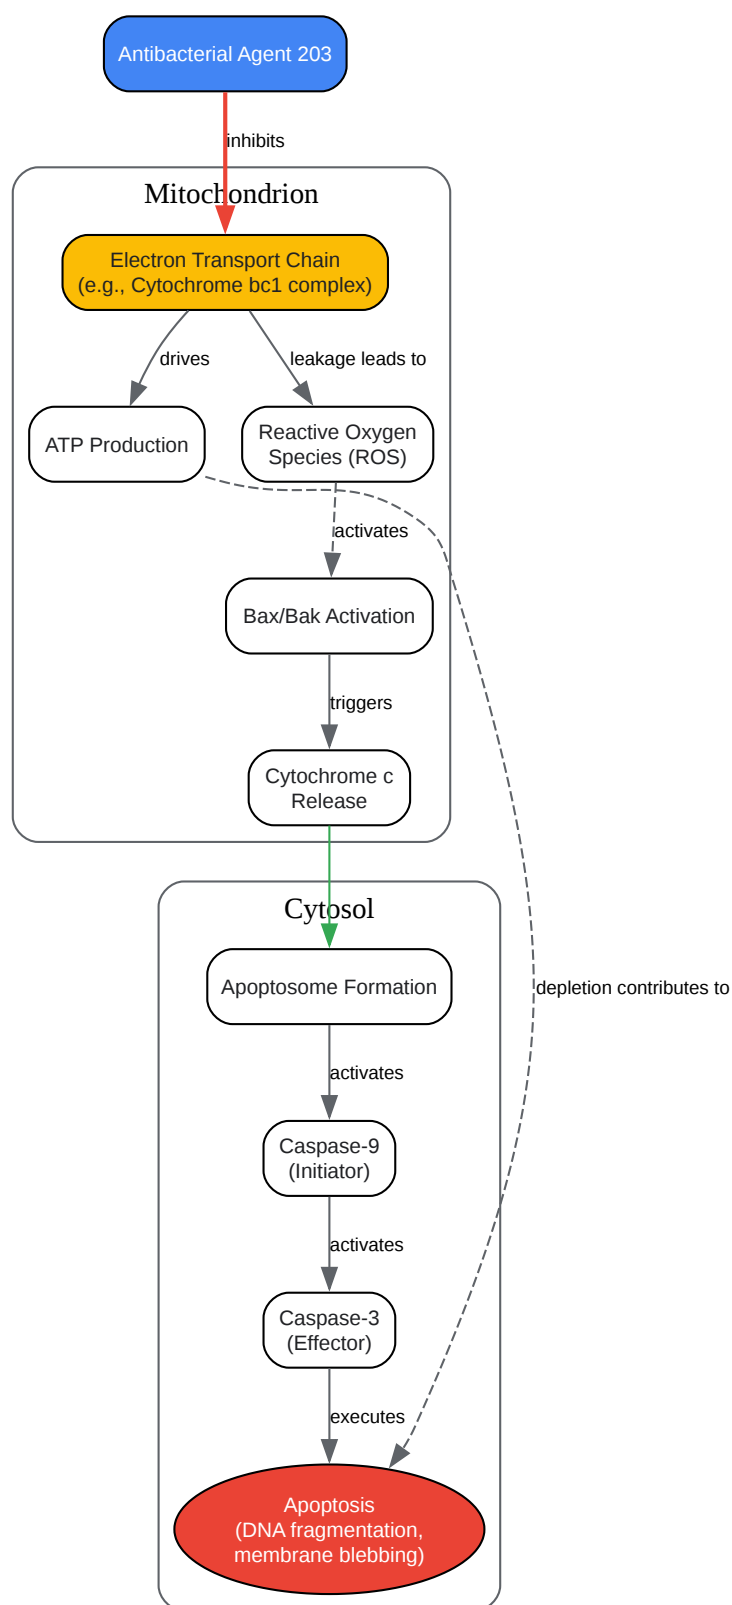 Antibacterial Agent 203
inhibits
Mitochondrion
Electron Transport Chain
(e.g., Cytochrome bc1 complex)
drives
leakage leads to
ATP Production
Reactive Oxygen
Species (ROS)
activates
Bax/Bak Activation
triggers
Cytochrome c
Release
Cytosol
Apoptosome Formation
depletion contributes to
activates
Caspase-9
(Initiator)
activates
Caspase-3
(Effector)
executes
Apoptosis
(DNA fragmentation,
membrane blebbing)